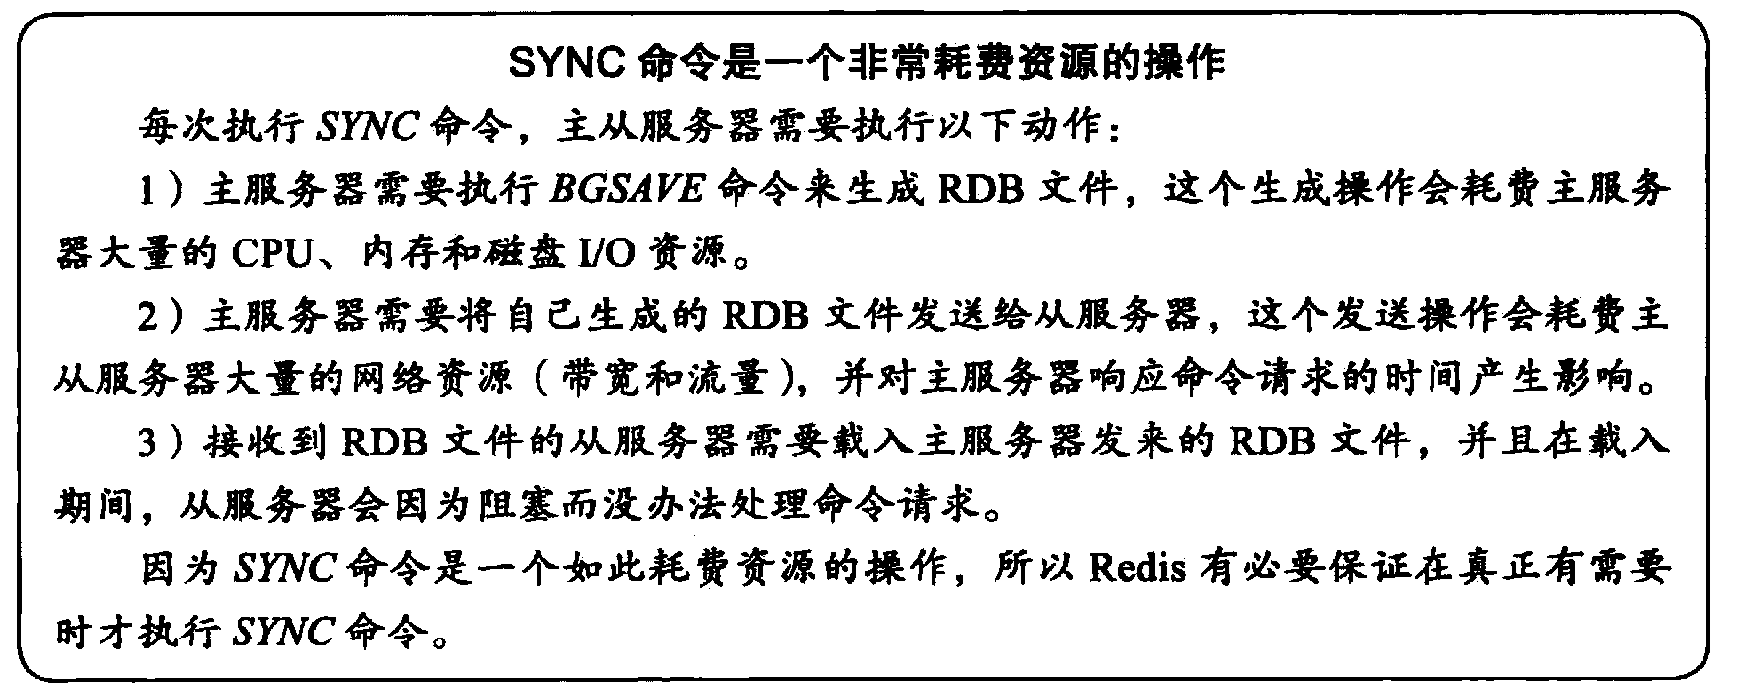 SYNC 命令是一个非常耗费资源的操作
每次执行 SYNC 命令，主从服务器需要执行以下动作：
1）主服务器需要执行 BGSAVE 命令来生成 RDB 文件，这个生成操作会耗费主服务
器大量的 CPU、内存和磁盘 I/O 资源。
2）主服务器需要将自己生成的 RDB 文件发送给从服务器，这个发送操作会耗费主
从服务器大量的网络资源（带宽和流量），并对主服务器响应命令请求的时间产生影响。
3）接收到 RDB 文件的从服务器需要载入主服务器发来的 RDB 文件，并且在载入
期间，从服务器会因为阻塞而没办法处理命令请求。
因为 SYNC 命令是一个如此耗费资源的操作，所以 Redis 有必要保证在真正有需要
时才执行 SYNC 命令。